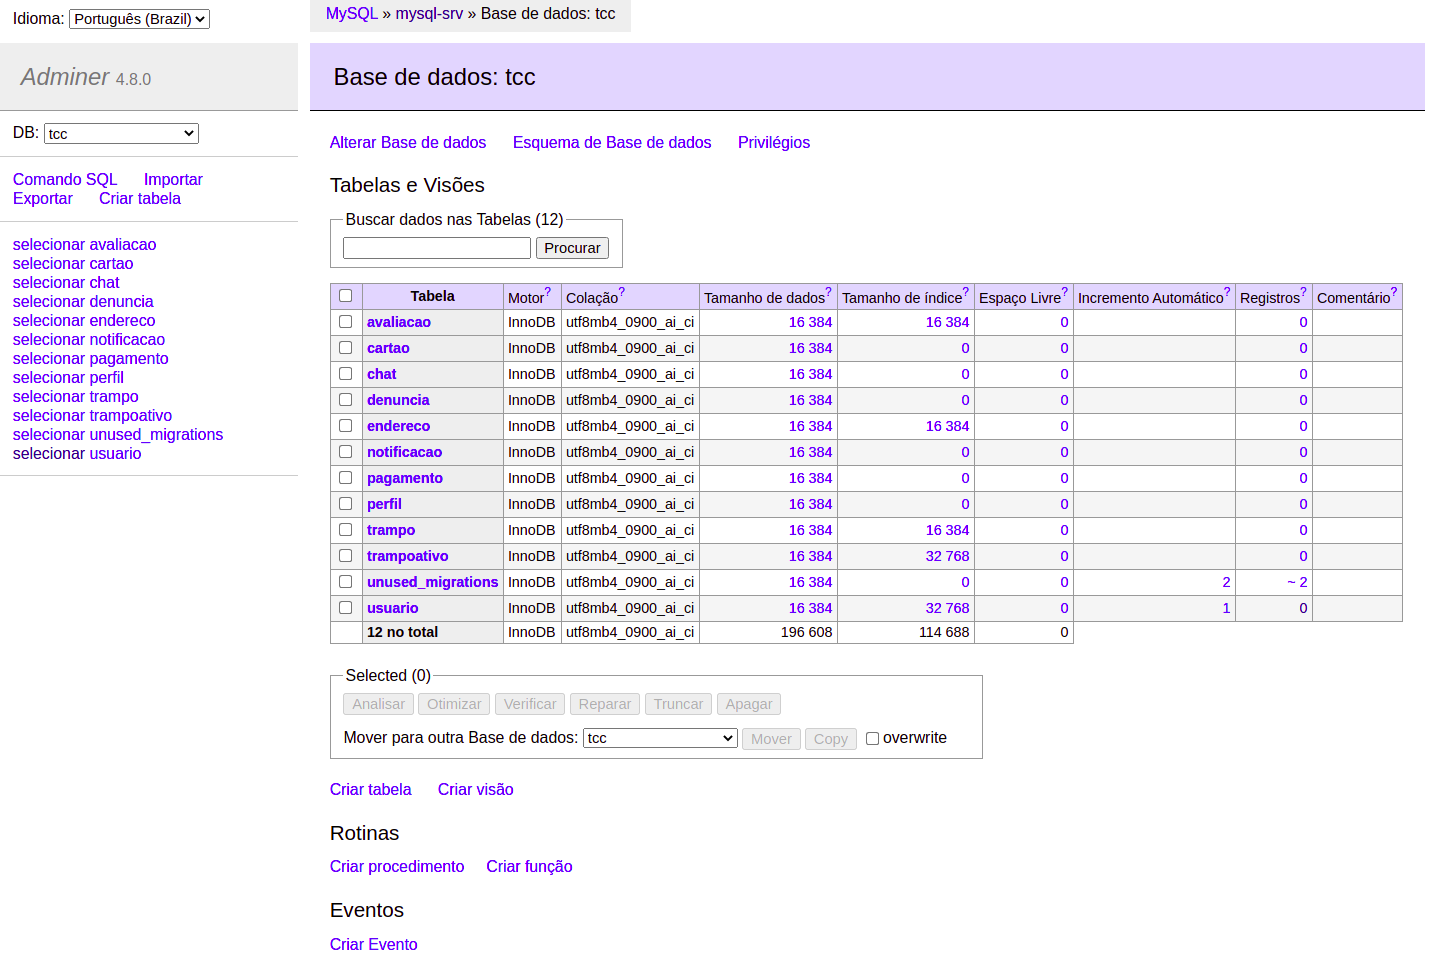 Idioma: Português (Brazil)
MySQL » mysql-srv » Base de dados: tcc
Adminer 4.8.0
Base de dados: tcc
DB: tcc
Comando SQL Importar
Exportar Criar tabela
selecionar avaliacao
selecionar cartao
selecionar chat
selecionar denuncia
selecionar endereco
selecionar notificacao
selecionar pagamento
selecionar perfil
selecionar trampo
selecionar trampoativo
selecionar unused_migrations
selecionar usuario
Alterar Base de dados Esquema de Base de dados Privilégios
Tabelas e Visões
Buscar dados nas Tabelas (12)
Procurar
Tabela Motor? Colação? Tamanho de dados? Tamanho de índice? Espaço Livre? Incremento Automático? Registros? Comentário?
avaliacao InnoDB utf8mb4_0900_ai_ci 16 384 16 384 0 0
cartao InnoDB utf8mb4_0900_ai_ci 16 384 0 0 0
chat InnoDB utf8mb4_0900_ai_ci 16 384 0 0 0
denuncia InnoDB utf8mb4_0900_ai_ci 16 384 0 0 0
endereco InnoDB utf8mb4_0900_ai_ci 16 384 16 384 0 0
notificacao InnoDB utf8mb4_0900_ai_ci 16 384 0 0 0
pagamento InnoDB utf8mb4_0900_ai_ci 16 384 0 0 0
perfil InnoDB utf8mb4_0900_ai_ci 16 384 0 0 0
trampo InnoDB utf8mb4_0900_ai_ci 16 384 16 384 0 0
trampoativo InnoDB utf8mb4_0900_ai_ci 16 384 32 768 0 0
unused_migrations InnoDB utf8mb4_0900_ai_ci 16 384 0 0 2 ~ 2
usuario InnoDB utf8mb4_0900_ai_ci 16 384 32 768 0 1 0
12 no total InnoDB utf8mb4_0900_ai_ci 196 608 114 688 0
Selected (0)
Analisar Otimizar Verificar Reparar Truncar Apagar
Mover para outra Base de dados: tcc Mover Copy overwrite
Criar tabela Criar visão
Rotinas
Criar procedimento Criar função
Eventos
Criar Evento